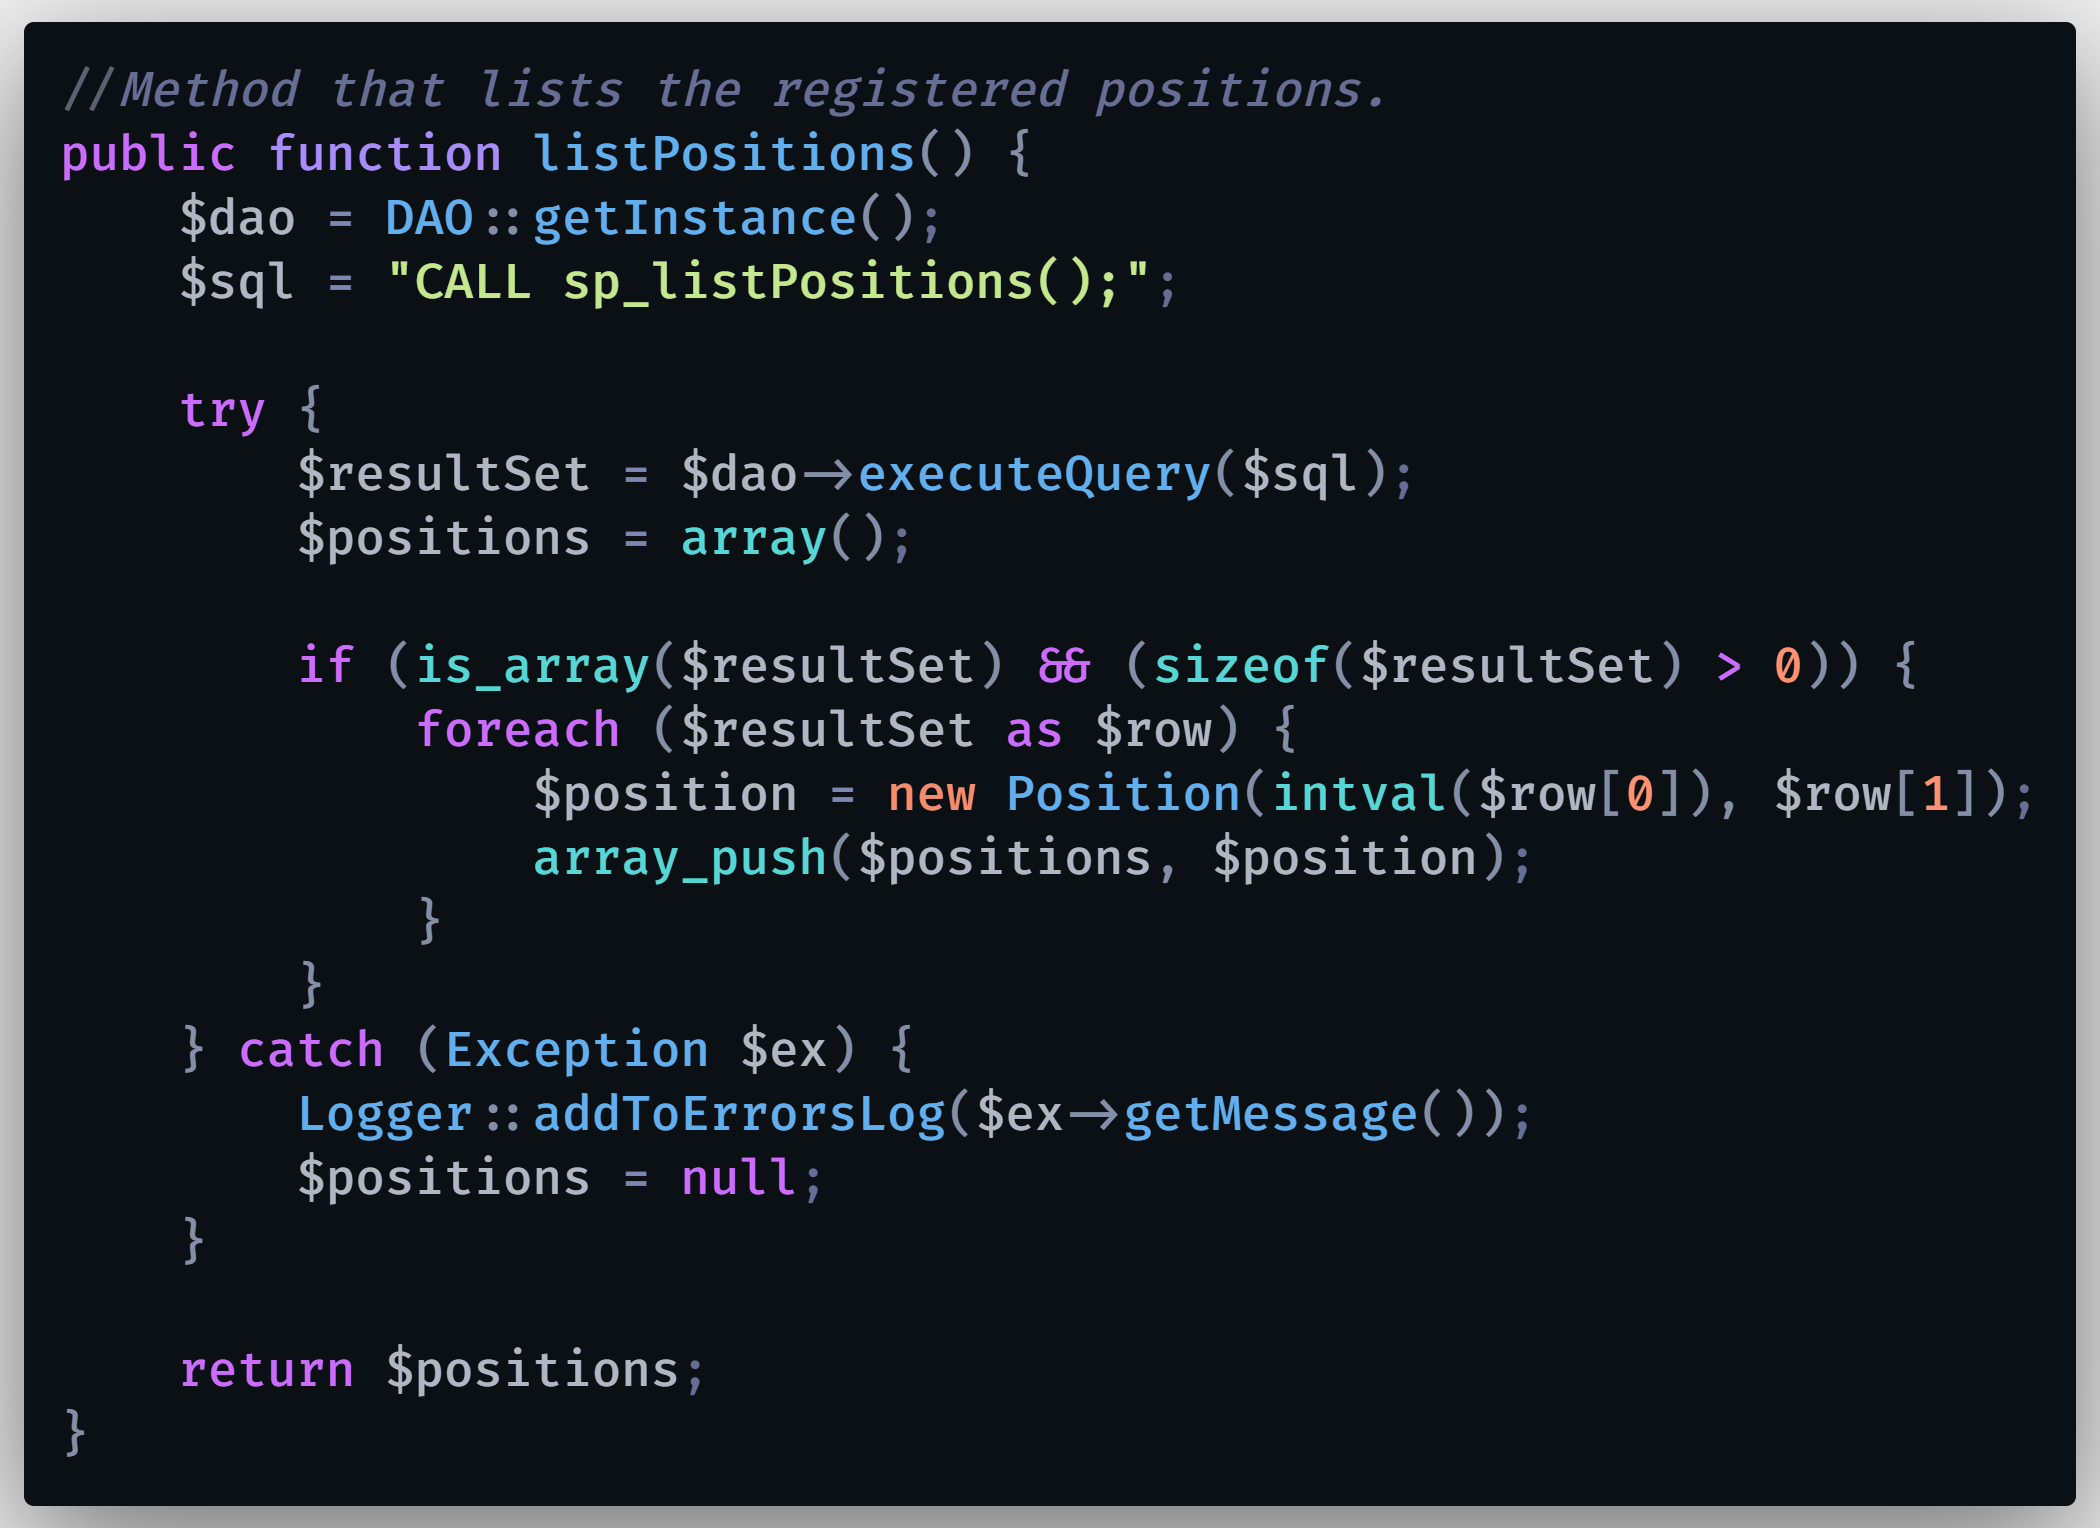 //Method that lists the registered positions.
public function listPositions() {
    $dao = DAO::getInstance();
    $sql = "CALL sp_listPositions();";

    try {
        $resultSet = $dao->executeQuery($sql);
        $positions = array();

        if (is_array($resultSet) && (sizeof($resultSet) > 0)) {
            foreach ($resultSet as $row) {
                $position = new Position(intval($row[0]), $row[1]);
                array_push($positions, $position);
            }
        }
    } catch (Exception $ex) {
        Logger::addToErrorsLog($ex->getMessage());
        $positions = null;
    }

    return $positions;
}